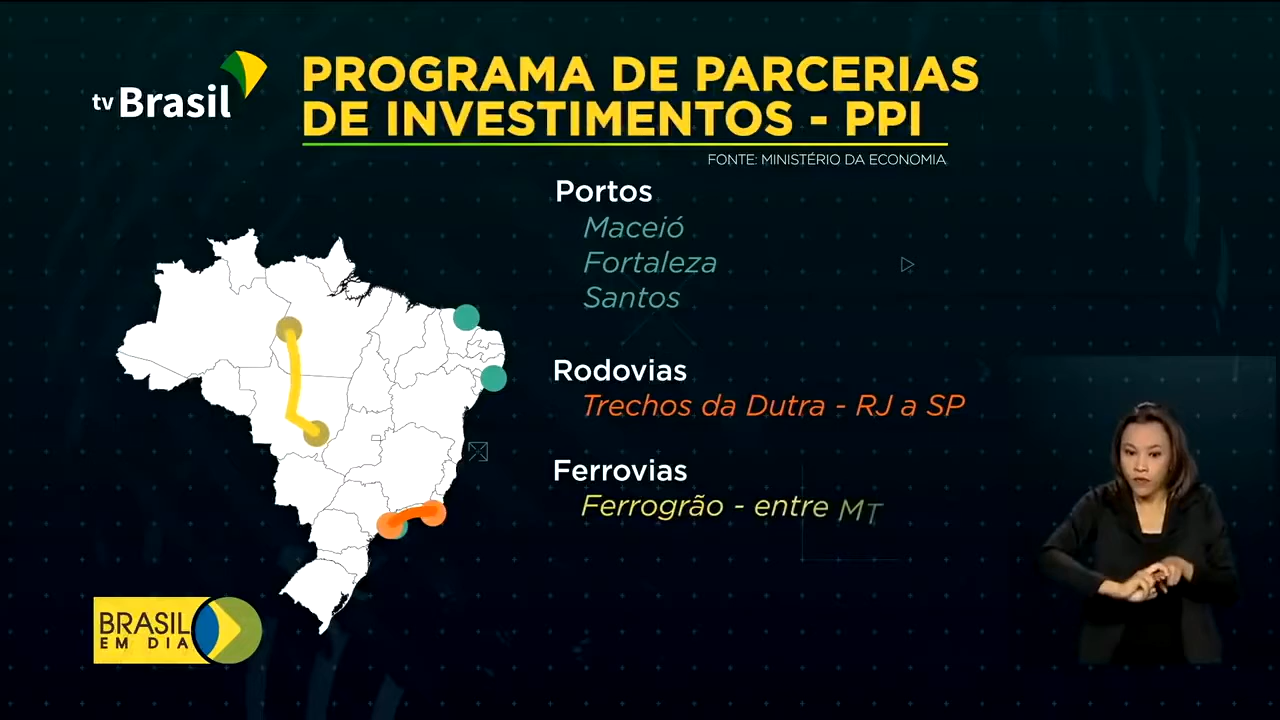 tv Brasil
PROGRAMA DE PARCERIAS
DE INVESTIMENTOS - PPI
FONTE: MINISTÉRIO DA ECONOMIA
Portos
Maceió
Fortaleza
Santos
Rodovias
Trechos da Dutra - RJ a SP
Ferrovias
Ferrogrão - entre MT
BRASIL
EM DIA